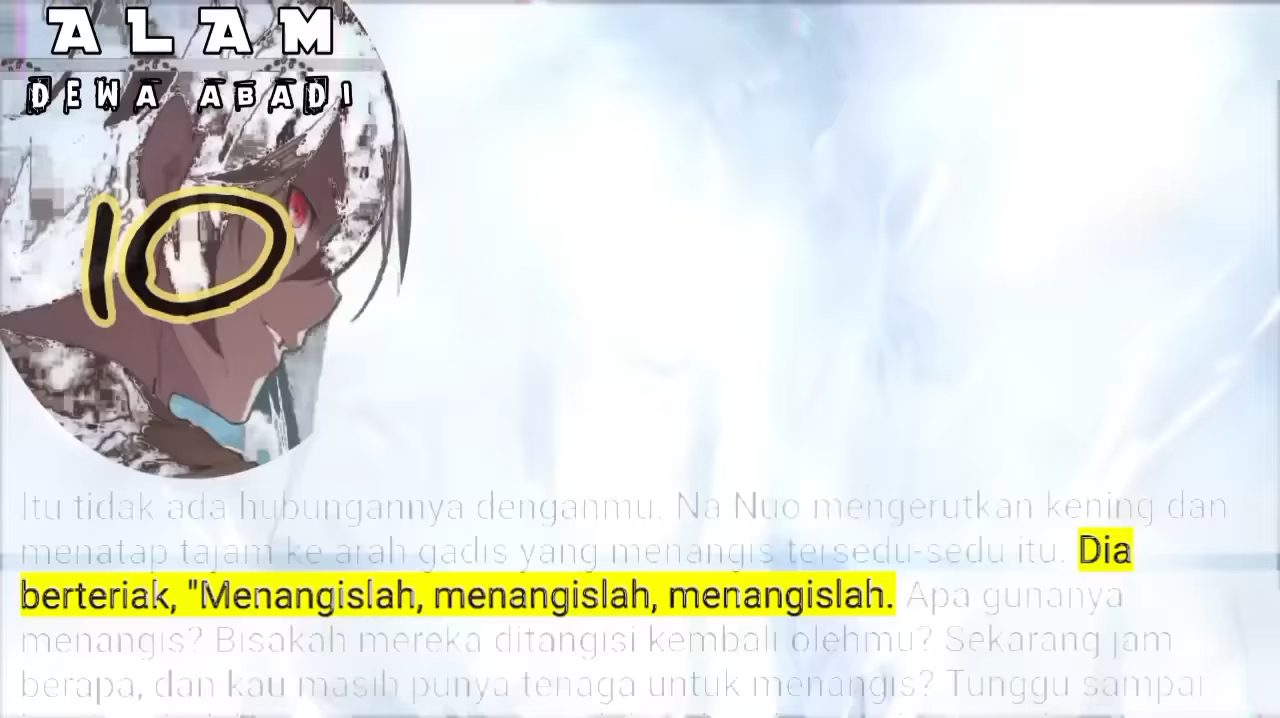 ALAM
DEWA ABADI
10
Itu tidak ada hubungannya denganmu. Na Nuo mengerutkan kening dan
menatap tajam ke arah gadis yang menangis tersedu-sedu itu. Dia
berteriak, "Menangislah, menangislah, menangislah. Apa gunanya
menangis? Bisakah mereka ditangisi kembali olehmu? Sekarang jam
berapa, dan kau masih punya tenaga untuk menangis? Tunggu sampai